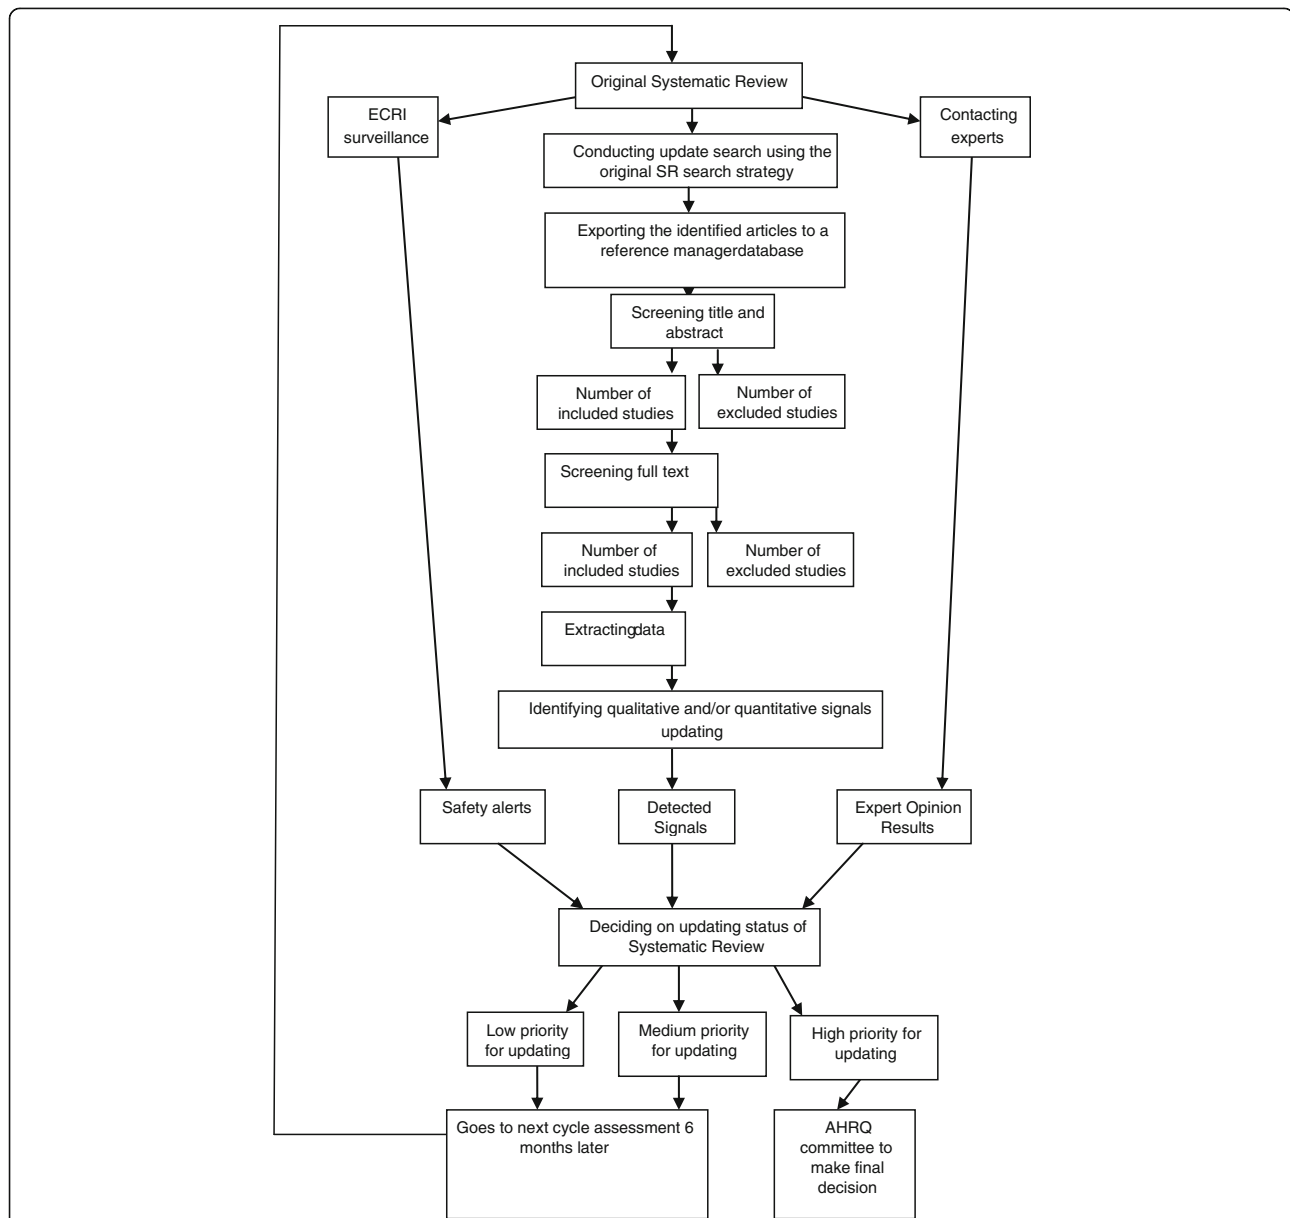 Original Systematic Review
ECRI
surveillance
Contacting
experts
Conducting update search using the
original SR search strategy
Exporting the identified articles to a
reference managerdatabase
Screening title and
abstract
Number of
included studies
Number of
excluded studies
Screening full text
Number of
included studies
Number of
excluded studies
Extractingdata
Identifying qualitative and/or quantitative signals
updating
Safety alerts
Detected
Signals
Expert Opinion
Results
Deciding on updating status of
Systematic Review
Low priority
for updating
Medium priority
for updating
High priority for
updating
Goes to next cycle assessment 6
months later
AHRQ
committee to
make final
decision